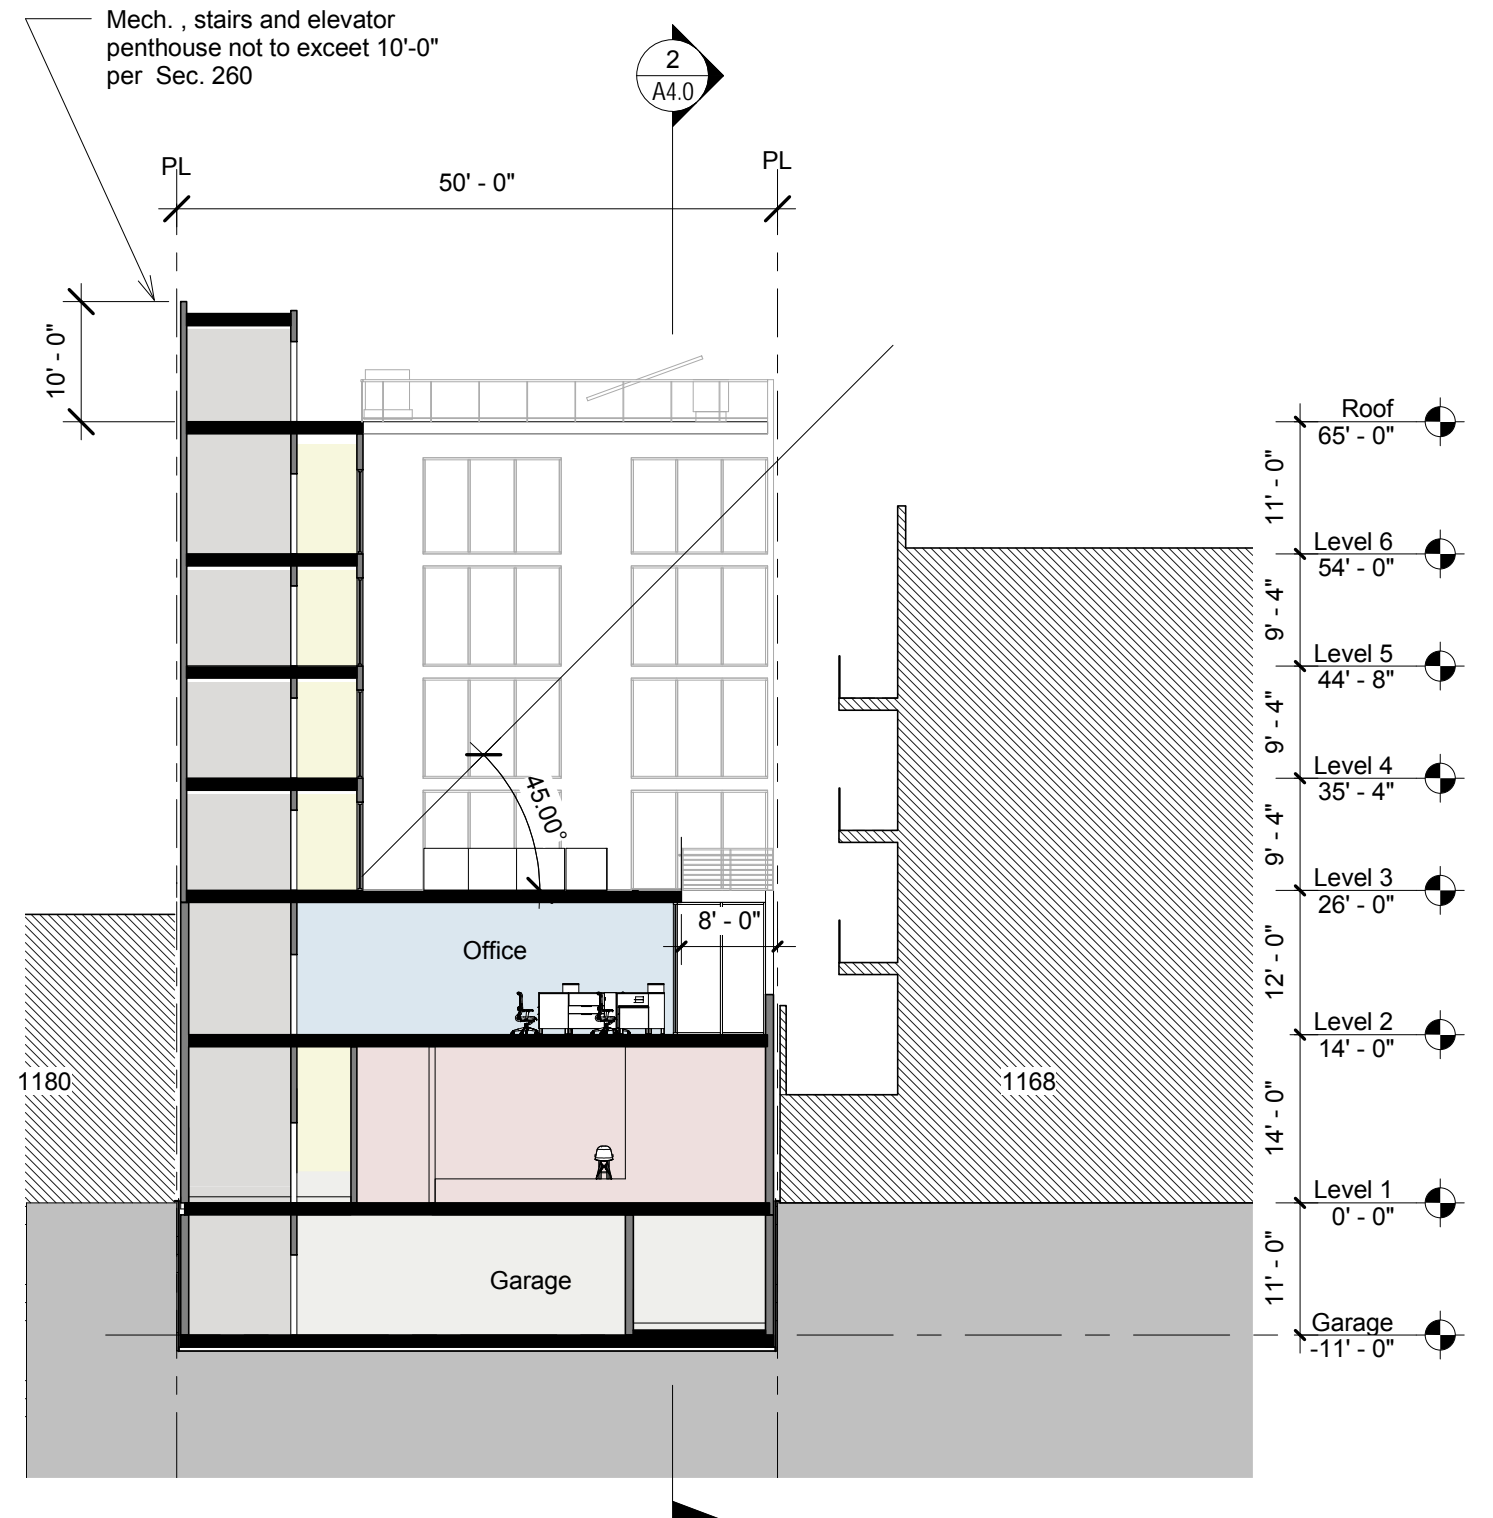 Mech. , stairs and elevator
penthouse not to exceet 10'-0"
per Sec. 260
2
A4.0
PL
PL
50' - 0"
10' - 0"
Roof
65' - 0"
11' - 0"
Level 6
54' - 0"
9' - 4"
Level 5
44' - 8"
9' - 4"
Level 4
35' - 4"
9' - 4"
Level 3
26' - 0"
12' - 0"
Level 2
14' - 0"
14' - 0"
Level 1
0' - 0"
11' - 0"
Garage
-11' - 0"
45.00°
8' - 0"
Office
1180
1168
Garage